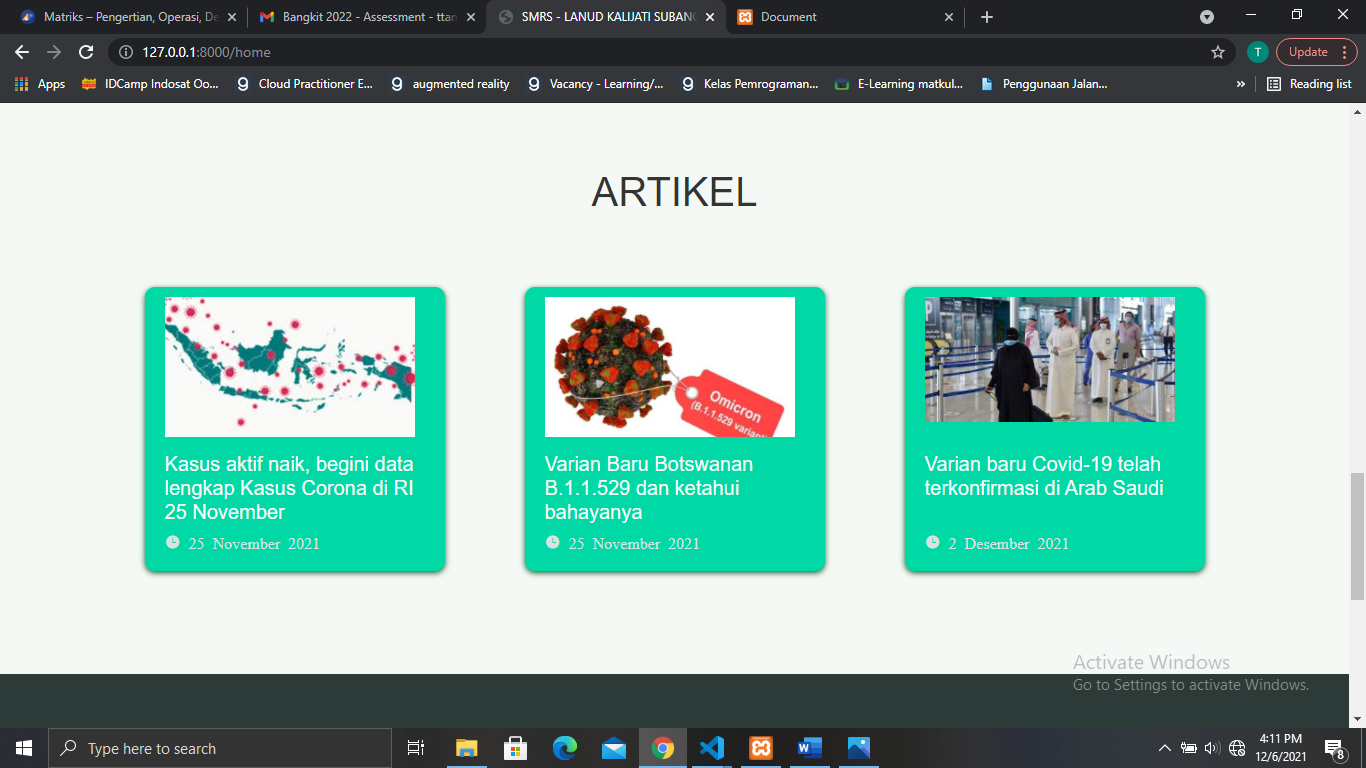 Matriks – Pengertian, Operasi, De
Bangkit 2022 - Assessment - ttan
SMRS - LANUD KALIJATI SUBANG
Document
127.0.0.1:8000/home
Update
T
Apps
IDCamp Indosat Oo...
Cloud Practitioner E...
augmented reality
Vacancy - Learning/...
Kelas Pemrograman...
E-Learning matkul...
Penggunaan Jalan...
Reading list
ARTIKEL
Omicron
(B.1.1.529 variant)
Kasus aktif naik, begini data
lengkap Kasus Corona di RI
25 November
25 November 2021
Varian Baru Botswanan
B.1.1.529 dan ketahui
bahayanya
25 November 2021
Varian baru Covid-19 telah
terkonfirmasi di Arab Saudi
2 Desember 2021
Activate Windows
Go to Settings to activate Windows.
Type here to search
4:11 PM
12/6/2021
8